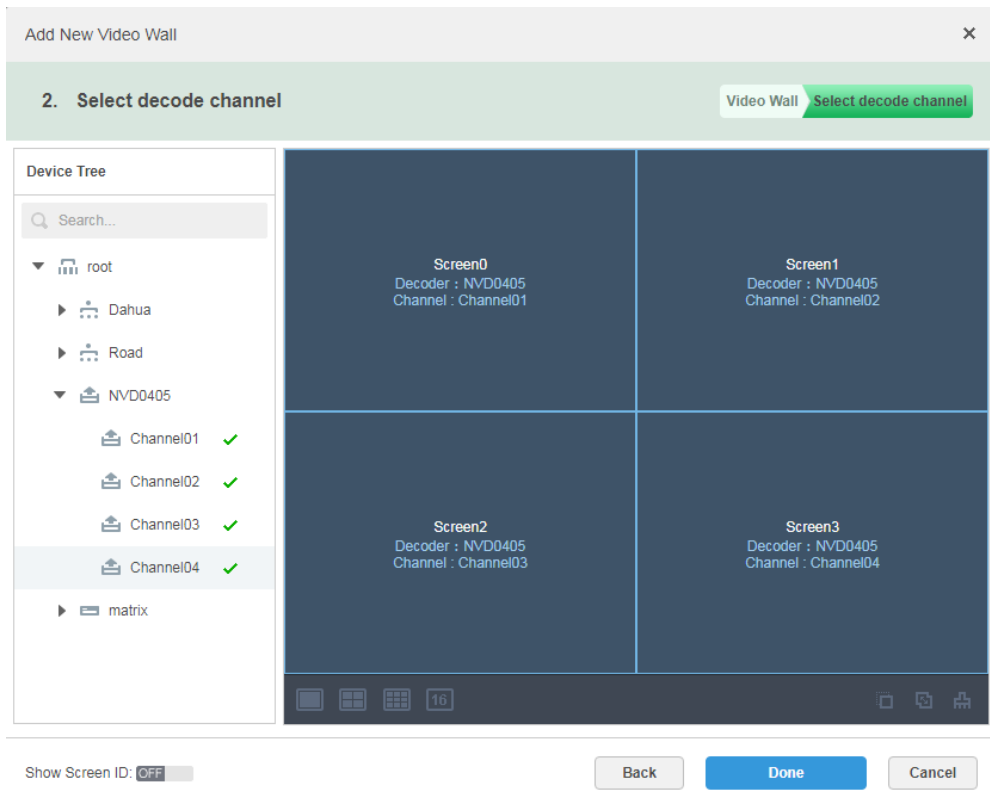 Add New Video Wall
2. Select decode channel
Video Wall
Select decode channel
Device Tree
Search...
root
Dahua
Road
NVD0405
Channel01
Channel02
Channel03
Channel04
matrix
Screen0
Decoder : NVD0405
Channel : Channel01
Screen1
Decoder : NVD0405
Channel : Channel02
Screen2
Decoder : NVD0405
Channel : Channel03
Screen3
Decoder : NVD0405
Channel : Channel04
16
Show Screen ID: OFF
Back
Done
Cancel